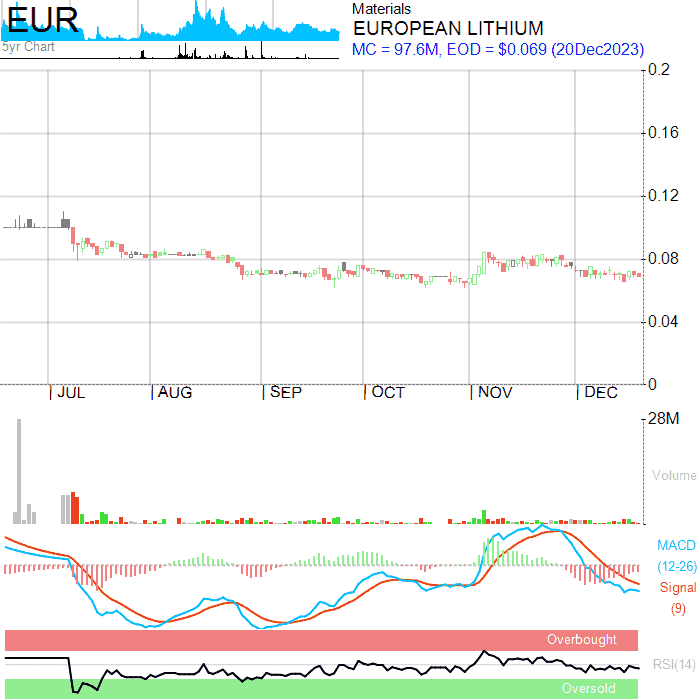 EUR
5yr Chart
Materials
EUROPEAN LITHIUM
MC = 97.6M, EOD = $0.069 (20Dec2023)
0.2
0.16
0.12
0.08
0.04
0
JUL AUG SEP OCT NOV DEC
28M
Volume
MACD
(12-26)
Signal
(9)
Overbought
RSI(14)
Oversold